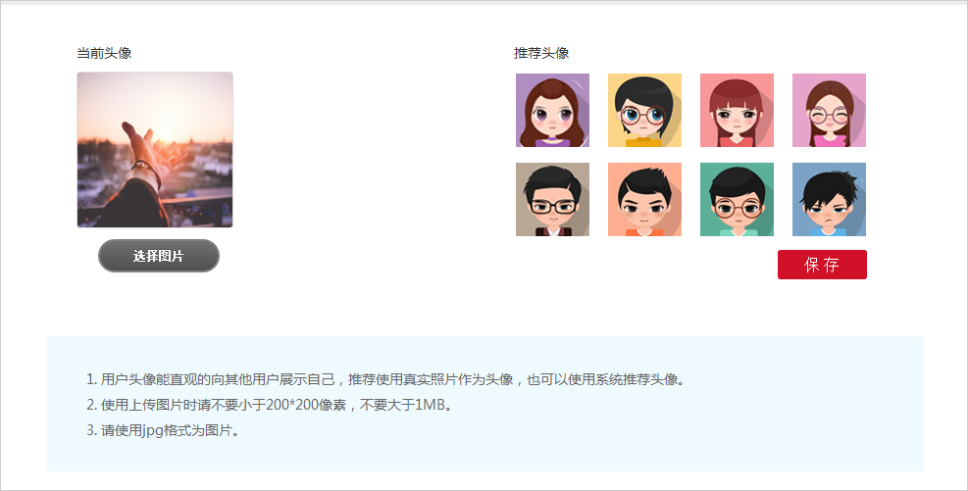 当前头像
推荐头像
选择图片
保存
1. 用户头像能直观的向其他用户展示自己，推荐使用真实照片作为头像，也可以使用系统推荐头像。
2. 使用上传图片时请不要小于200*200像素，不要大于1MB。
3. 请使用jpg格式为图片。